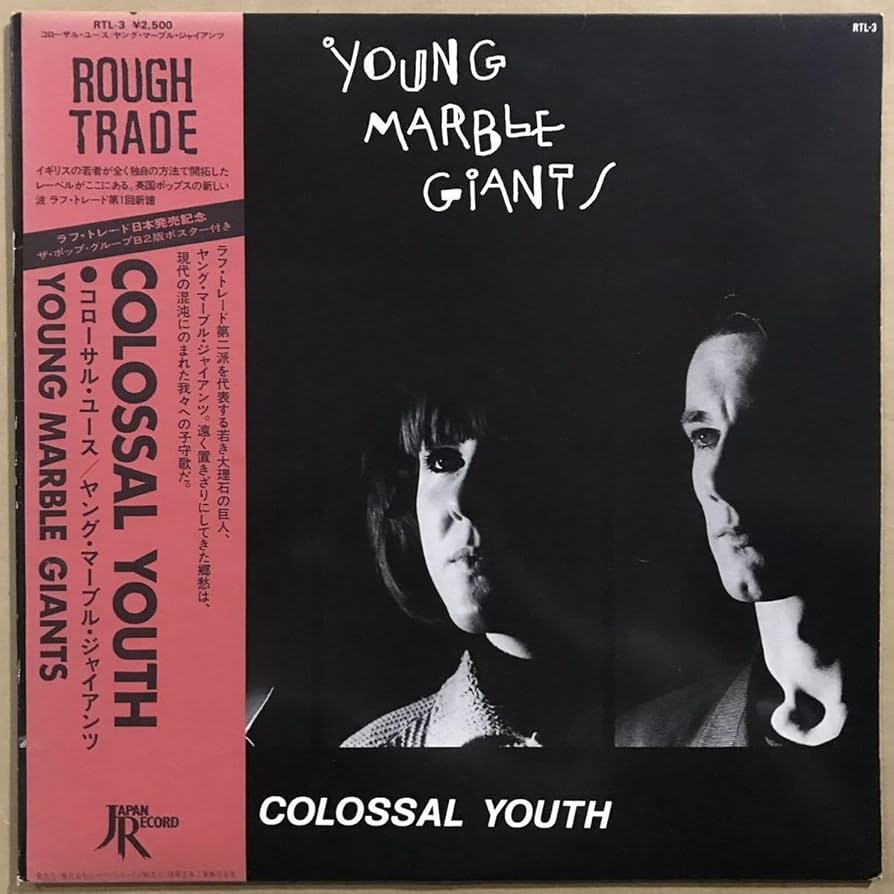 RTL-3 ¥2,500
コローサル・ユース/ヤング・マーブル・ジャイアンツ
ROUGH
TRADE
イギリスの若者が全く独自の方法で開拓した
レーベルがここにある。英国ポップスの新しい
波 ラフ・トレード第1回新譜
ラフ・トレード日本発売記念
ザ・ポップ・グループB2版ポスター付き
ラフ・トレード第二派を代表する若き大理石の巨人、
ヤング・マーブル・ジャイアンツ。遠く置きざりにしてきた郷愁は、
現代の混沌にのまれた我々への子守歌だ。
COLOSSAL YOUTH
●コローサル・ユース/ヤング・マーブル・ジャイアンツ
YOUNG MARBLE GIANTS
JAPAN
RECORD
RTL-3
YOUNG
MARBLE
GIANTS
COLOSSAL YOUTH